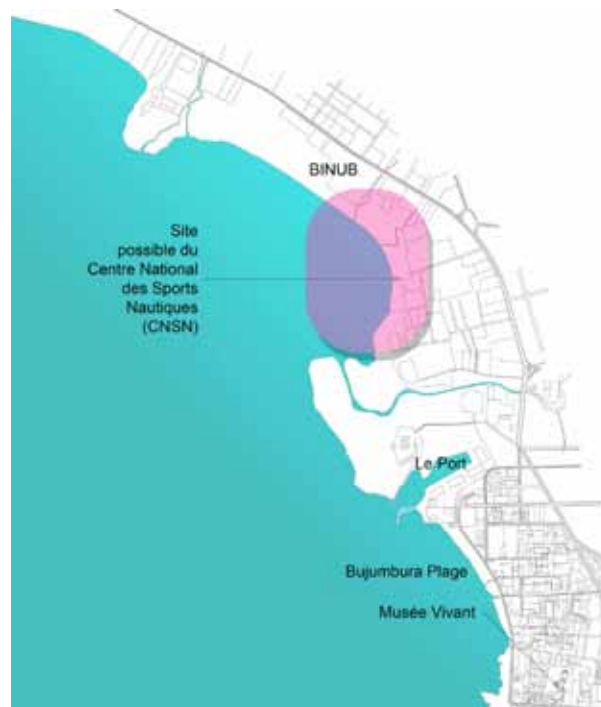 BINUB
Site
possible du
Centre National
des Sports
Nautiques
(CNSN)
Le Port
Bujumbura Plage
Musée Vivant